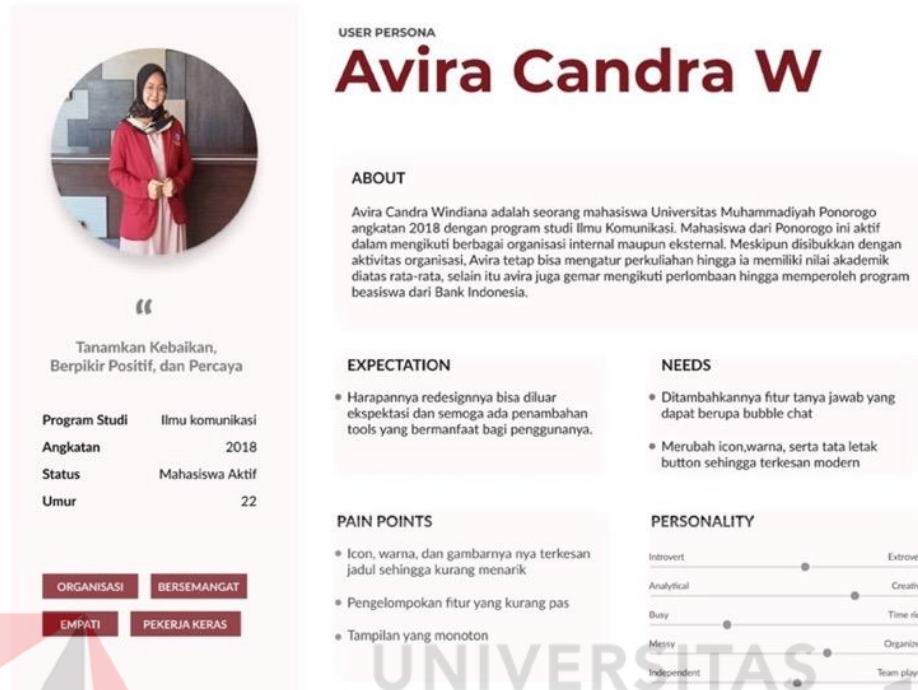 USER PERSONA
Avira Candra W
“
Tanamkan Kebaikan,
Berpikir Positif, dan Percaya
Program Studi Ilmu komunikasi
Angkatan 2018
Status Mahasiswa Aktif
Umur 22
ORGANISASI BERSEMANGAT
EMPATI PEKERJA KERAS
ABOUT
Avira Candra Windiana adalah seorang mahasiswa Universitas Muhammadiyah Ponorogo
angkatan 2018 dengan program studi Ilmu Komunikasi. Mahasiswa dari Ponorogo ini aktif
dalam mengikuti berbagai organisasi internal maupun eksternal. Meskipun disibukkan dengan
aktivitas organisasi, Avira tetap bisa mengatur perkuliahan hingga ia memiliki nilai akademik
diatas rata-rata, selain itu avira juga gemar mengikuti perlombaan hingga memperoleh program
beasiswa dari Bank Indonesia.
EXPECTATION
Harapannya redesignnya bisa diluar
ekspektasi dan semoga ada penambahan
tools yang bermanfaat bagi penggunanya.
NEEDS
Ditambahkannya fitur tanya jawab yang
dapat berupa bubble chat
Merubah icon,warna, serta tata letak
button sehingga terkesan modern
PAIN POINTS
Icon, warna, dan gambarnya nya terkesan
jadul sehingga kurang menarik
Pengelompokan fitur yang kurang pas
Tampilan yang monoton
PERSONALITY
Introvert Extrove
Analytical Creativ
Busy Time ri
Messy Organize
Independent Team play
UNIVERSITAS